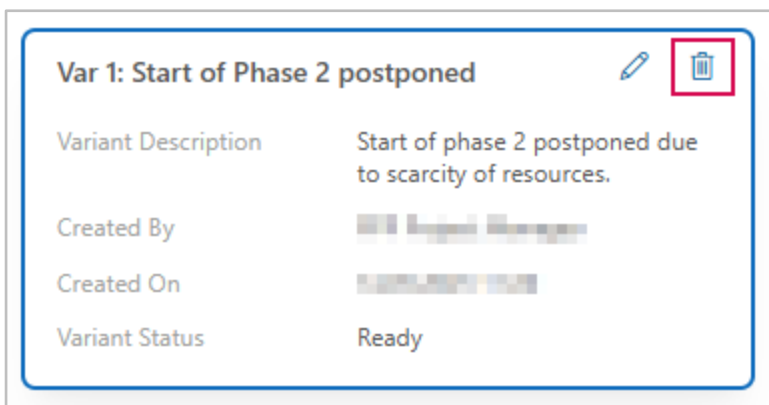 Var 1: Start of Phase 2 postponed
Variant Description
Start of phase 2 postponed due
to scarcity of resources.
Created By
Created On
Variant Status
Ready